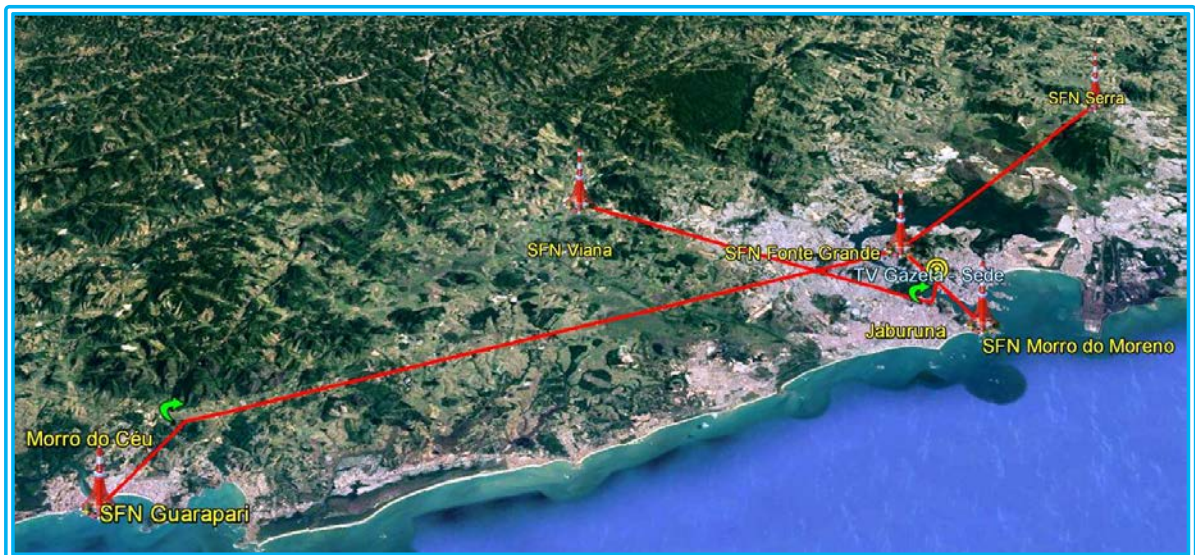 SFN Serra
SFN Viana
SFN Fonte Grande
TV Gazeta - Sede
Jaburuna
SFN Morro do Moreno
Morro do Céu
SFN Guarapari